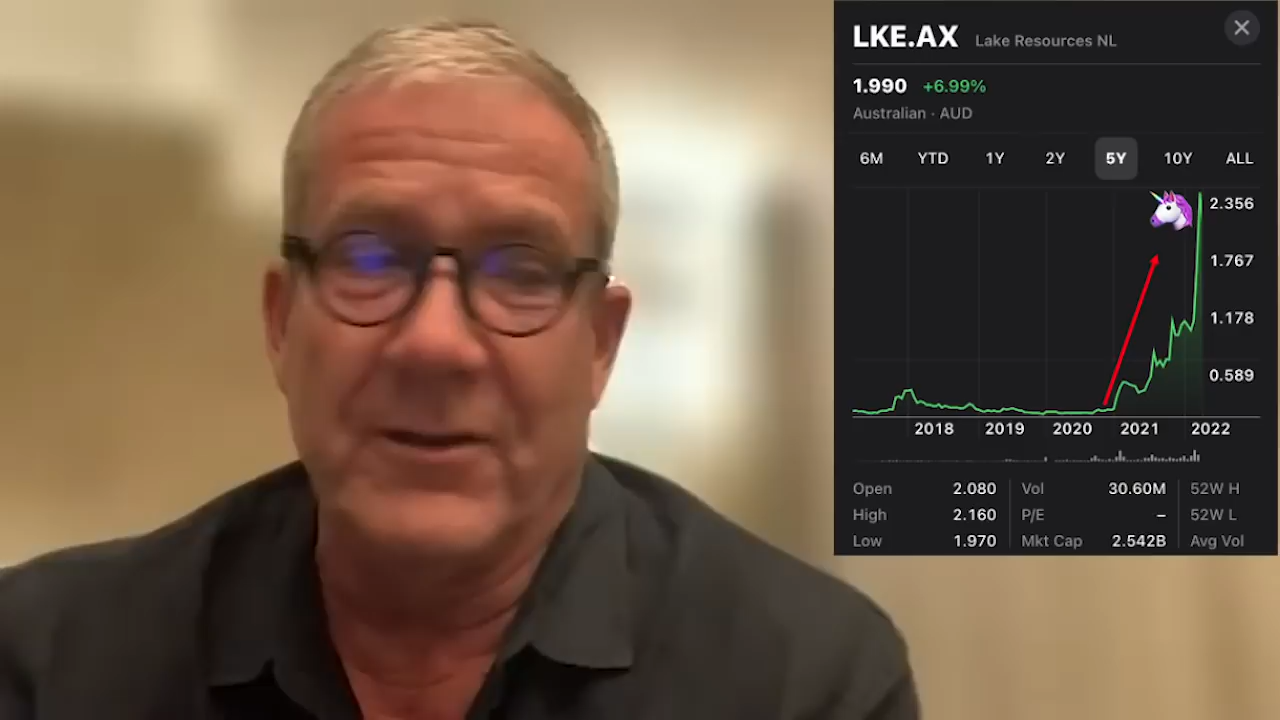 LKE.AX Lake Resources NL
1.990 +6.99%
Australian · AUD
6M YTD 1Y 2Y 5Y 10Y ALL
2.356
1.767
1.178
0.589
2018 2019 2020 2021 2022
Open 2.080 Vol 30.60M 52W H
High 2.160 P/E – 52W L
Low 1.970 Mkt Cap 2.542B Avg Vol